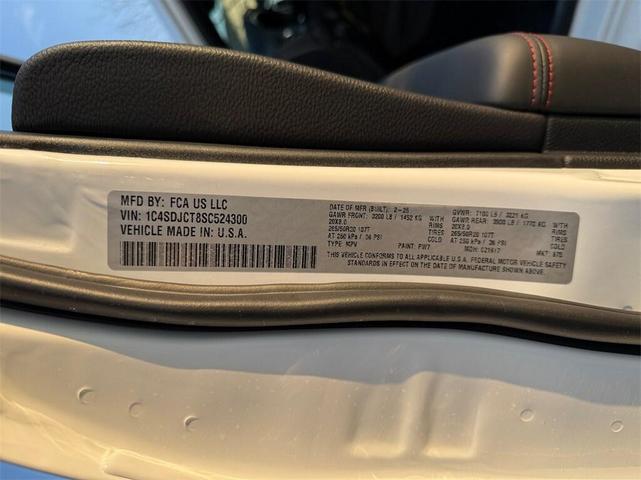 MFD BY: FCA US LLC
VIN: 1C4SDJCT8SC524300
VEHICLE MADE IN: U.S.A.
DATE OF MFR (BUILT): 2-25
GVWR: 7100 LB / 3221 KG
GAWR FRONT: 3200 LB / 1452 KG WITH
20X8.0 RIMS
265/50R20 107T TIRES
AT 250 kPa / 36 PSI COLD
GAWR REAR: 3900 LB / 1770 KG WITH
20X8.0 RIMS
265/50R20 107T TIRES
AT 250 kPa / 36 PSI COLD
TYPE: MPV PAINT: PW7
THIS VEHICLE CONFORMS TO ALL APPLICABLE U.S.A. FEDERAL MOTOR VEHICLE SAFETY
STANDARDS IN EFFECT ON THE DATE OF MANUFACTURE SHOWN ABOVE.